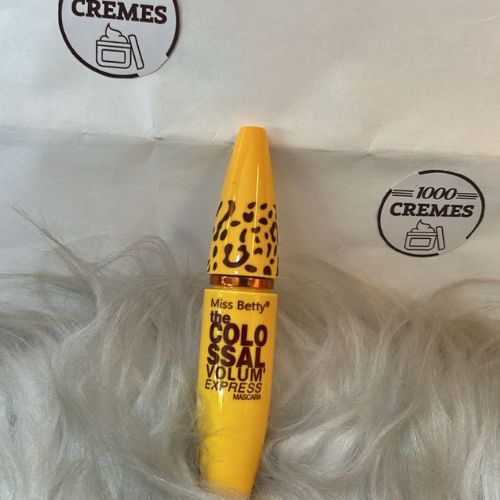 CREMES
1000
CREMES
Miss Betty®
the
COLO
SSAL
VOLUM'
EXPRESS
MASCARA